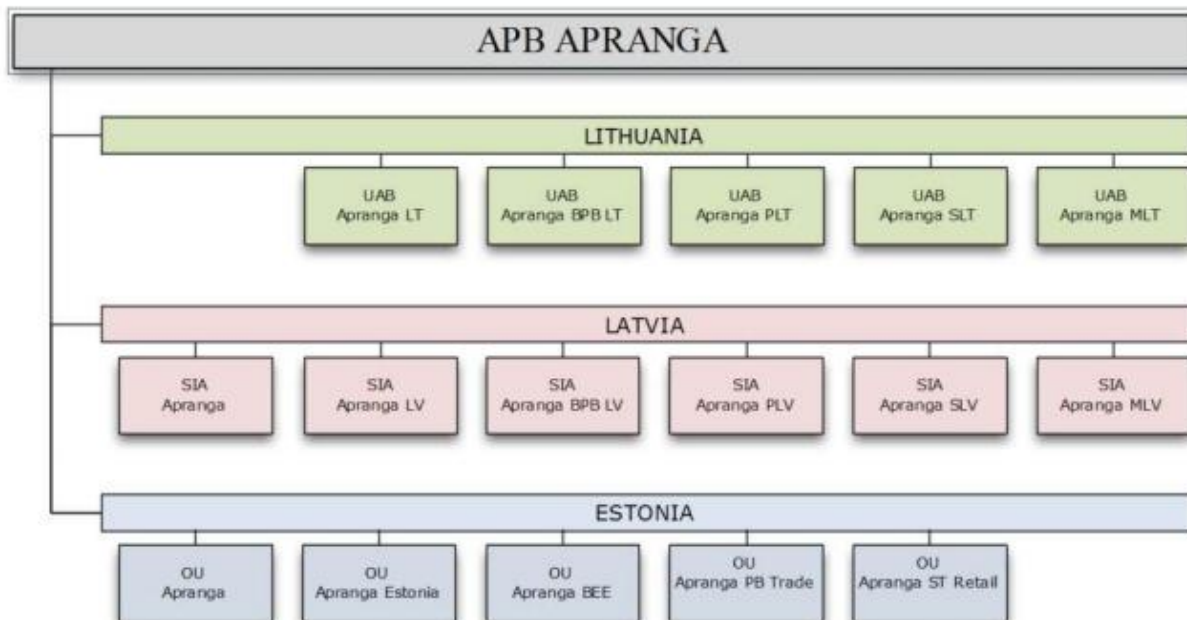 APB APRANGA
LITHUANIA
UAB
Apranga LT
UAB
Apranga BPB LT
UAB
Apranga PLT
UAB
Apranga SLT
UAB
Apranga MLT
LATVIA
SIA
Apranga
SIA
Apranga LV
SIA
Apranga BPB LV
SIA
Apranga PLV
SIA
Apranga SLV
SIA
Apranga MLV
ESTONIA
OU
Apranga
OU
Apranga Estonia
OU
Apranga BEE
OU
Apranga PB Trade
OU
Apranga ST Retail